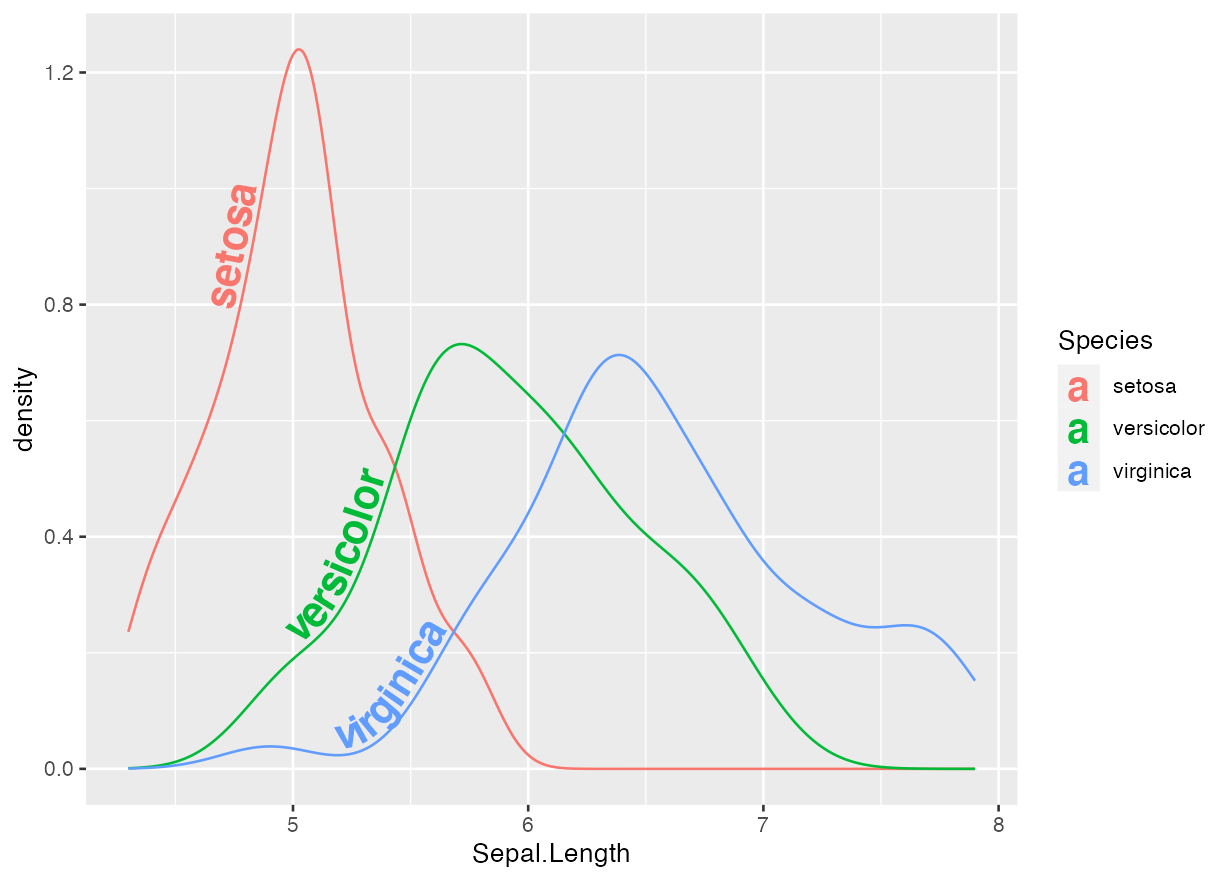 1.2
0.8
0.4
0.0
density
setosa
versicolor
virginica
5 6 7 8
Sepal.Length
Species
a setosa
a versicolor
a virginica